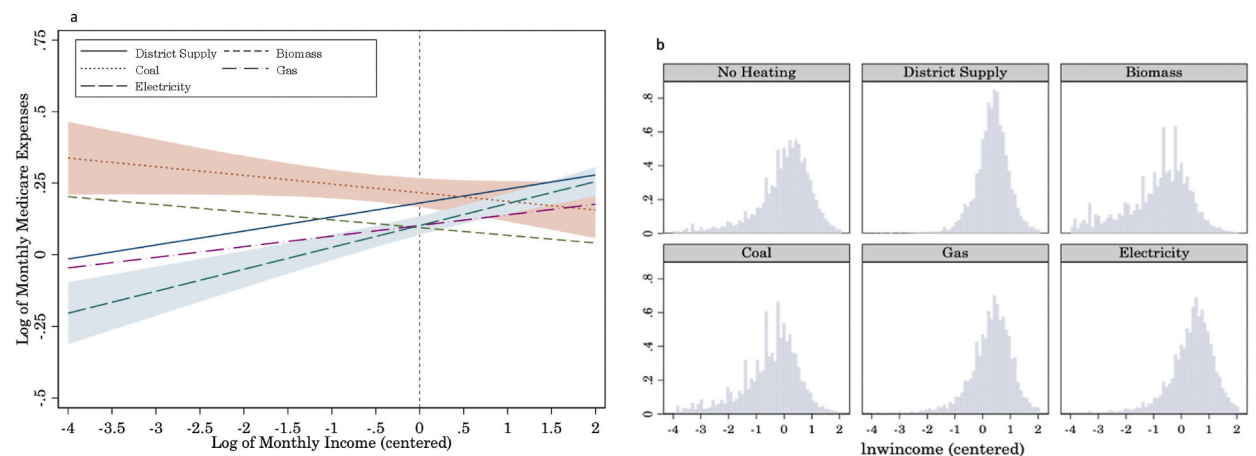 a
Log of Monthly Medicare Expenses
.75
.5
.25
0
-.25
-.5
District Supply
Biomass
Coal
Gas
Electricity
-4 -3.5 -3 -2.5 -2 -1.5 -1 -.5 0 .5 1 1.5 2
Log of Monthly Income (centered)
b
No Heating District Supply Biomass
.8
.6
.4
.2
0
Coal Gas Electricity
.8
.6
.4
.2
0
-4 -3 -2 -1 0 1 2 -4 -3 -2 -1 0 1 2 -4 -3 -2 -1 0 1 2
lnwincome (centered)